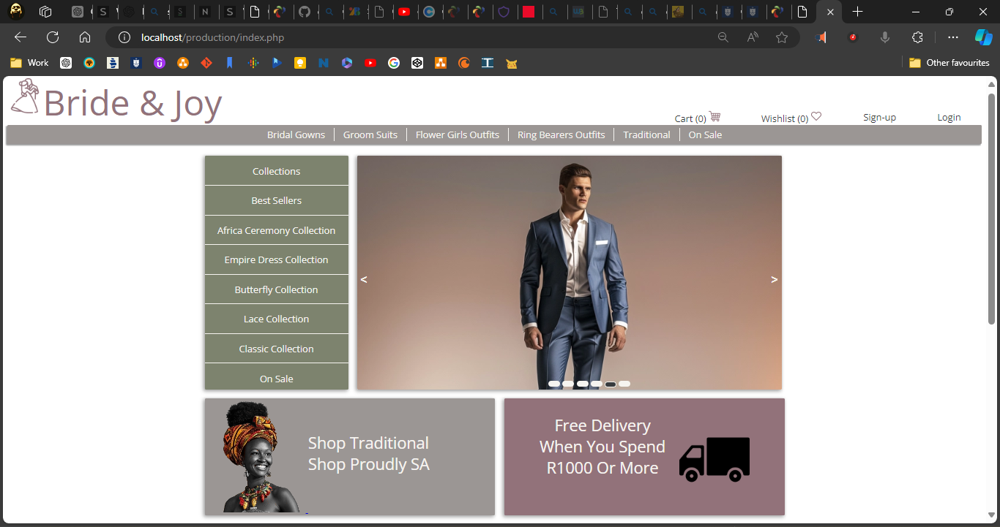 localhost/production/index.php
Work
Other favourites
Bride & Joy
Cart (0)
Wishlist (0)
Sign-up
Login
Bridal Gowns
Groom Suits
Flower Girls Outfits
Ring Bearers Outfits
Traditional
On Sale
Collections
Best Sellers
Africa Ceremony Collection
Empire Dress Collection
Butterfly Collection
Lace Collection
Classic Collection
On Sale
<
>
Shop Traditional
Shop Proudly SA
Free Delivery
When You Spend
R1000 Or More